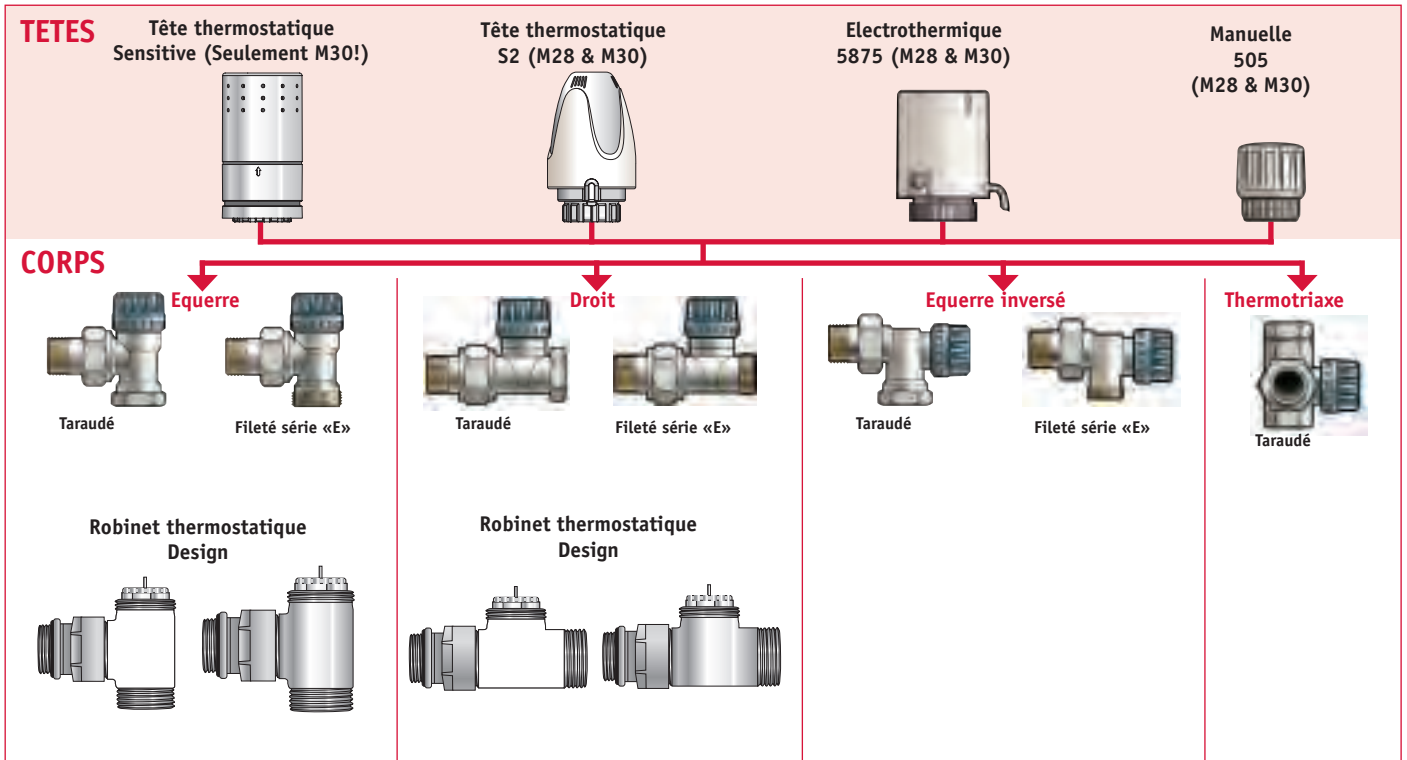 TETES
Tête thermostatique
Sensitive (Seulement M30!)
Tête thermostatique
S2 (M28 & M30)
Electrothermique
5875 (M28 & M30)
Manuelle
505
(M28 & M30)
CORPS
Equerre
Droit
Equerre inversé
Thermotriaxe
Taraudé
Fileté série «E»
Taraudé
Fileté série «E»
Taraudé
Fileté série «E»
Taraudé
Robinet thermostatique
Design
Robinet thermostatique
Design